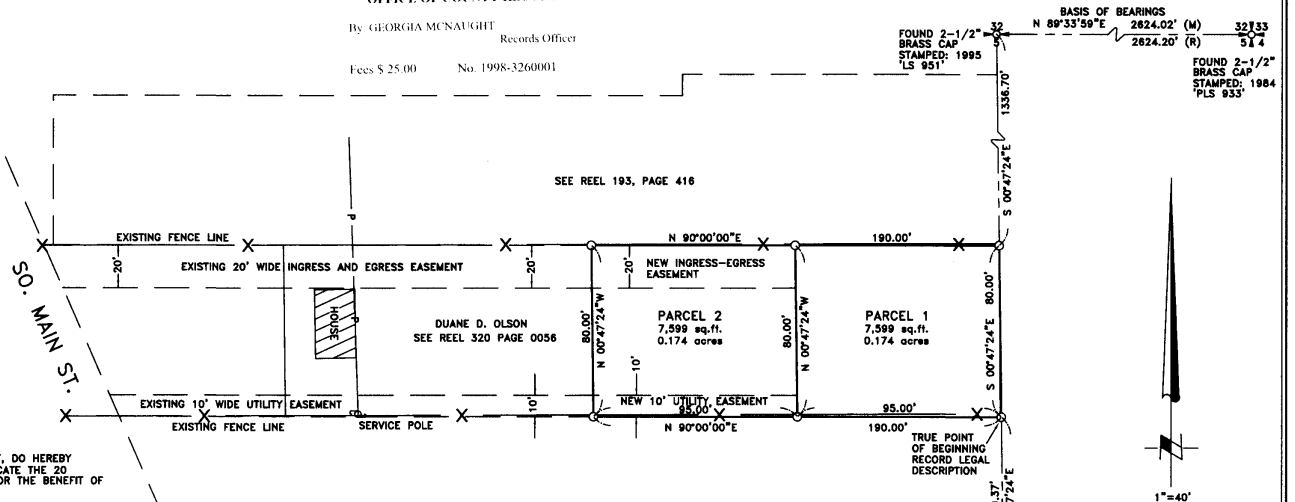 By: GEORGIA MCNAUGHT
Records Officer
Fees $ 25.00 No. 1998-3260001
BASIS OF BEARINGS
N 89°33'59"E 2624.02' (M)
2624.20' (R)
32
5
32 33
5 4
FOUND 2-1/2"
BRASS CAP
STAMPED: 1995
'LS 951'
FOUND 2-1/2"
BRASS CAP
STAMPED: 1984
'PLS 933'
1336.70'
S 00°47'24"E
SEE REEL 193, PAGE 416
P
EXISTING FENCE LINE
N 90°00'00"E
190.00'
20'
EXISTING 20' WIDE INGRESS AND EGRESS EASEMENT
20'
20'
NEW INGRESS-EGRESS
EASEMENT
SO. MAIN ST.
HOUSE
P
DUANE D. OLSON
SEE REEL 320 PAGE 0056
80.00'
N 00°47'24"W
PARCEL 2
7,599 sq.ft.
0.174 acres
80.00'
N 00°47'24"W
PARCEL 1
7,599 sq.ft.
0.174 acres
S 00°47'24"E 80.00'
10'
10'
EXISTING 10' WIDE UTILITY EASEMENT
NEW 10' UTILITY EASEMENT
95.00'
95.00'
EXISTING FENCE LINE
SERVICE POLE
N 90°00'00"E
190.00'
TRUE POINT
OF BEGINNING
RECORD LEGAL
DESCRIPTION
, DO HEREBY
CATE THE 20
OR THE BENEFIT OF
.37'
'24"E
N
1"=40'